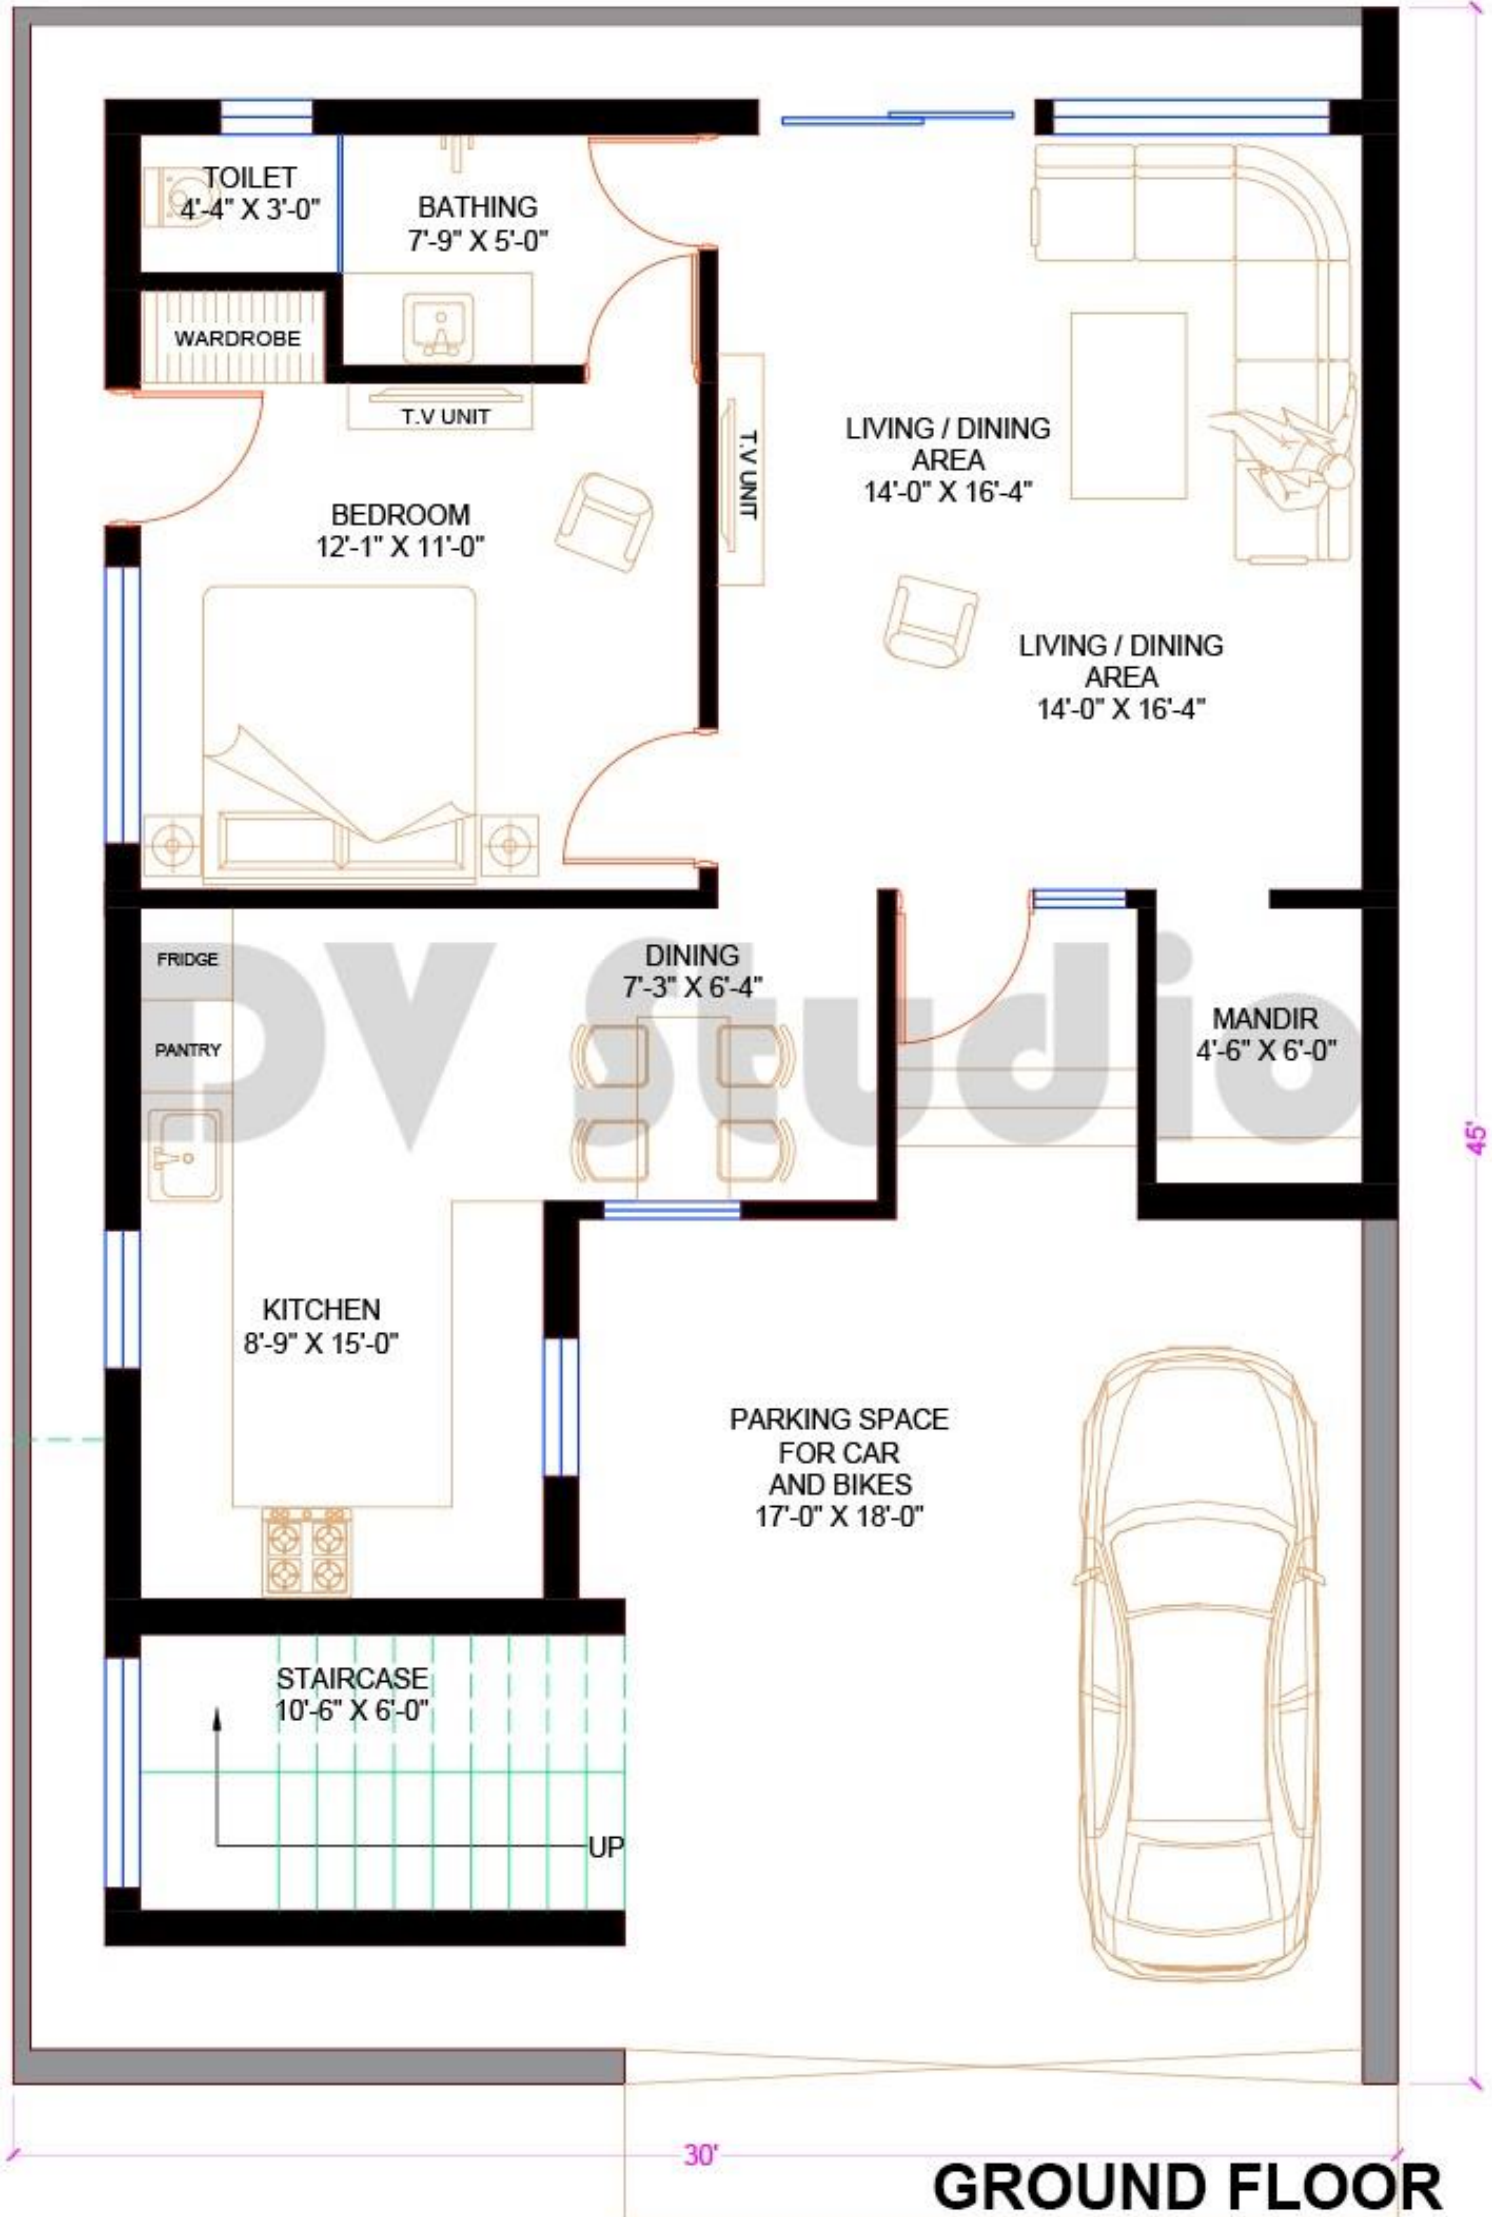 TOILET
4'-4" X 3'-0"
BATHING
7'-9" X 5'-0"
WARDROBE
T.V UNIT
T.V UNIT
LIVING / DINING
AREA
14'-0" X 16'-4"
BEDROOM
12'-1" X 11'-0"
LIVING / DINING
AREA
14'-0" X 16'-4"
DV Studio
FRIDGE
DINING
7'-3" X 6'-4"
PANTRY
MANDIR
4'-6" X 6'-0"
45'
KITCHEN
8'-9" X 15'-0"
PARKING SPACE
FOR CAR
AND BIKES
17'-0" X 18'-0"
STAIRCASE
10'-6" X 6'-0"
UP
30'
GROUND FLOOR